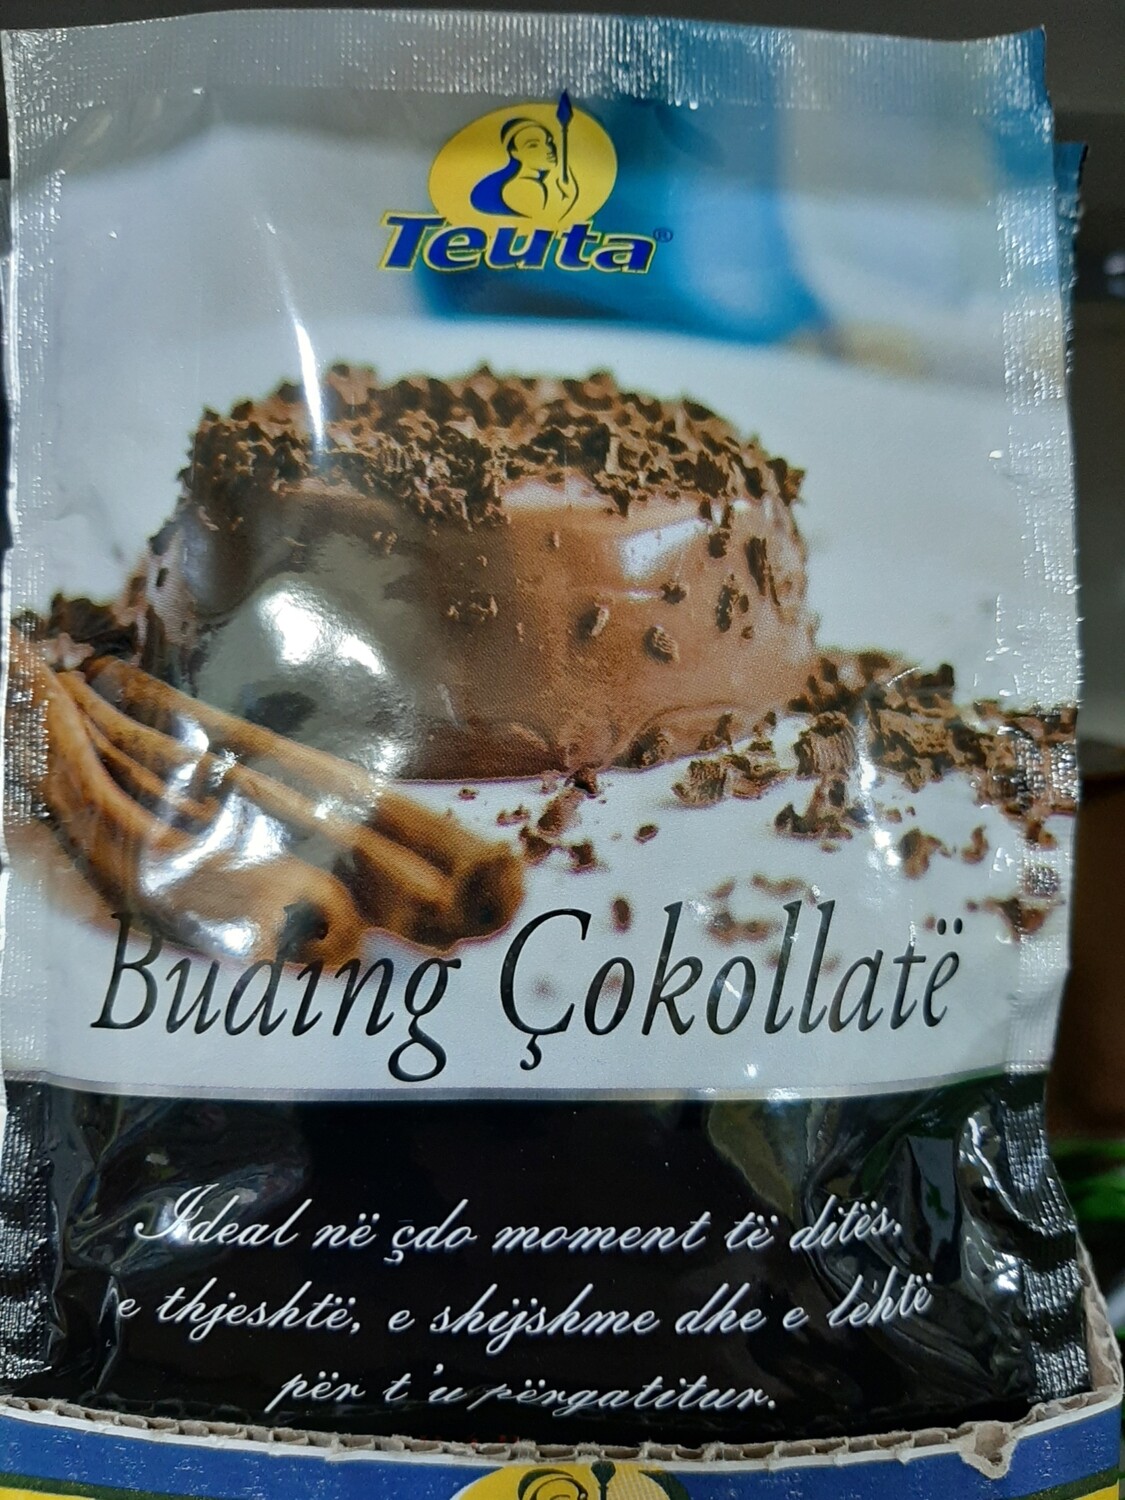 Teuta®
Buding Çokollatë
Ideal në çdo moment të ditës,
e thjeshtë, e shijshme dhe e lehtë
për t'u përgatitur.